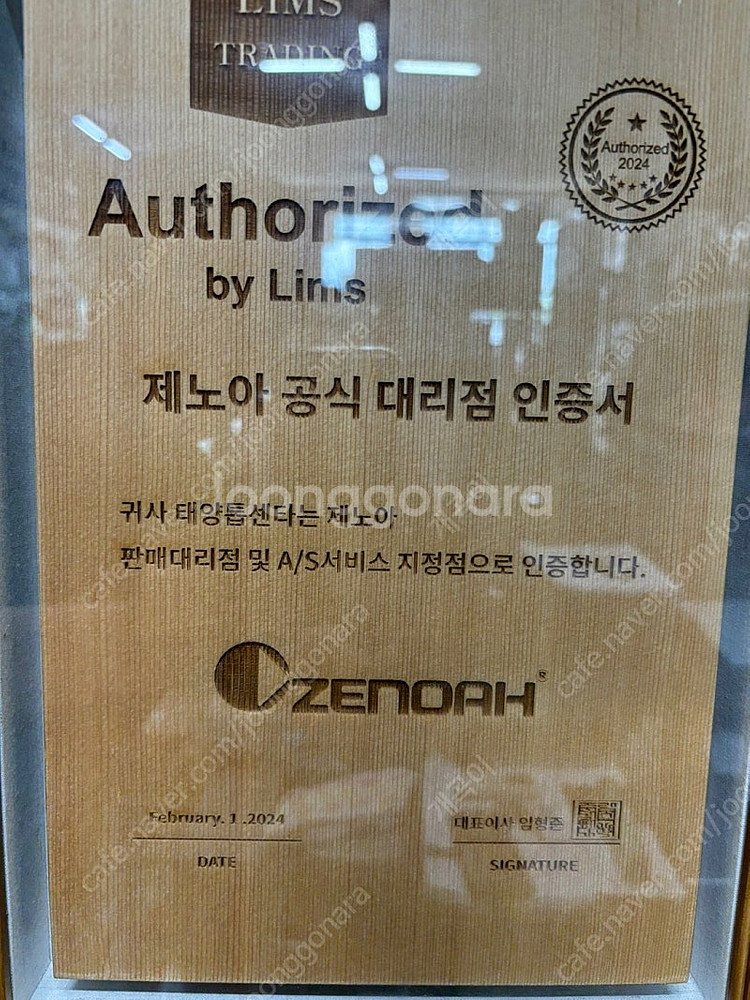 LIMS
TRADING
Authorized
2024
Authorized
by Lims
제노아 공식 대리점 인증서
joonggonara
귀사 태양툴센타는 제노아
판매대리점 및 A/S서비스 지정점으로 인증합니다.
ZENOAH®
February. 1 .2024
대표이사 임형준
DATE
SIGNATURE